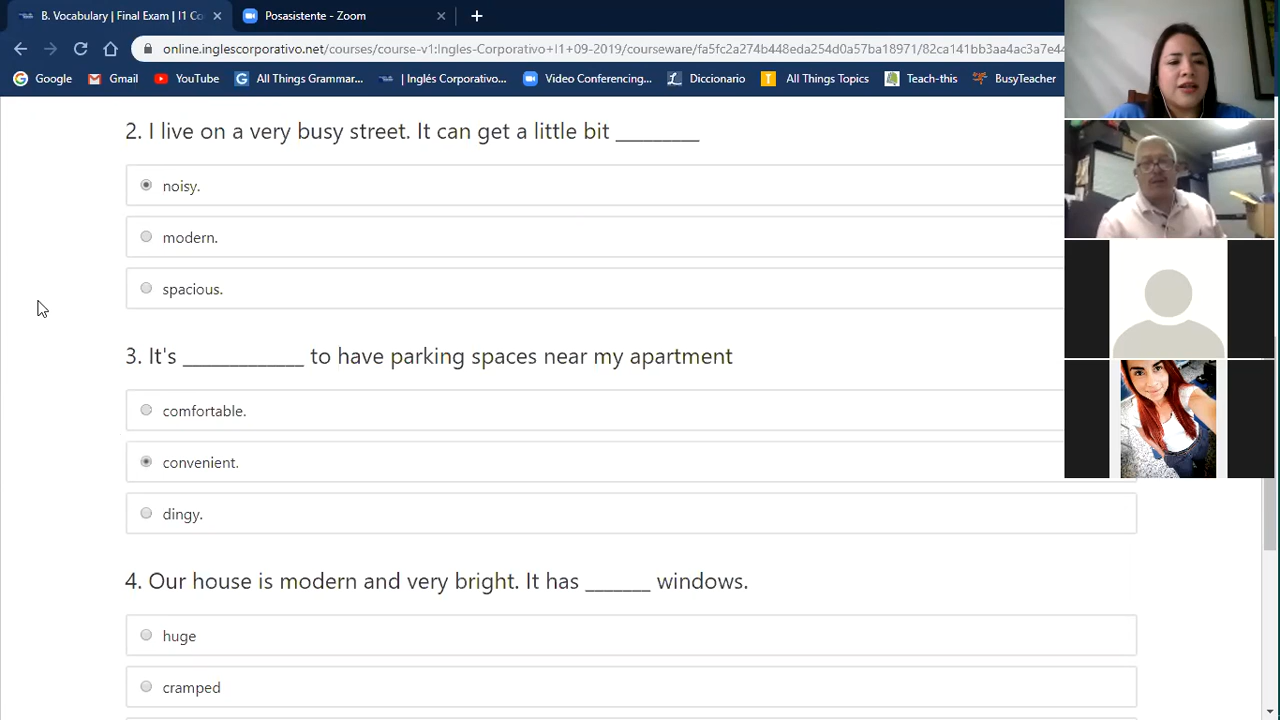 B. Vocabulary | Final Exam | I1 Co
Posasistente - Zoom
online.inglescorporativo.net/courses/course-v1:Ingles-Corporativo+I1+09-2019/courseware/fa5fc2a274b448eda254d0a57ba18971/82ca141bb3aa4ac3a7e44
Google Gmail YouTube All Things Grammar... | Inglés Corporativo... Video Conferencing... Diccionario All Things Topics Teach-this BusyTeacher
2. I live on a very busy street. It can get a little bit _________
noisy.
modern.
spacious.
3. It's _____________ to have parking spaces near my apartment
comfortable.
convenient.
dingy.
4. Our house is modern and very bright. It has _______ windows.
huge
cramped